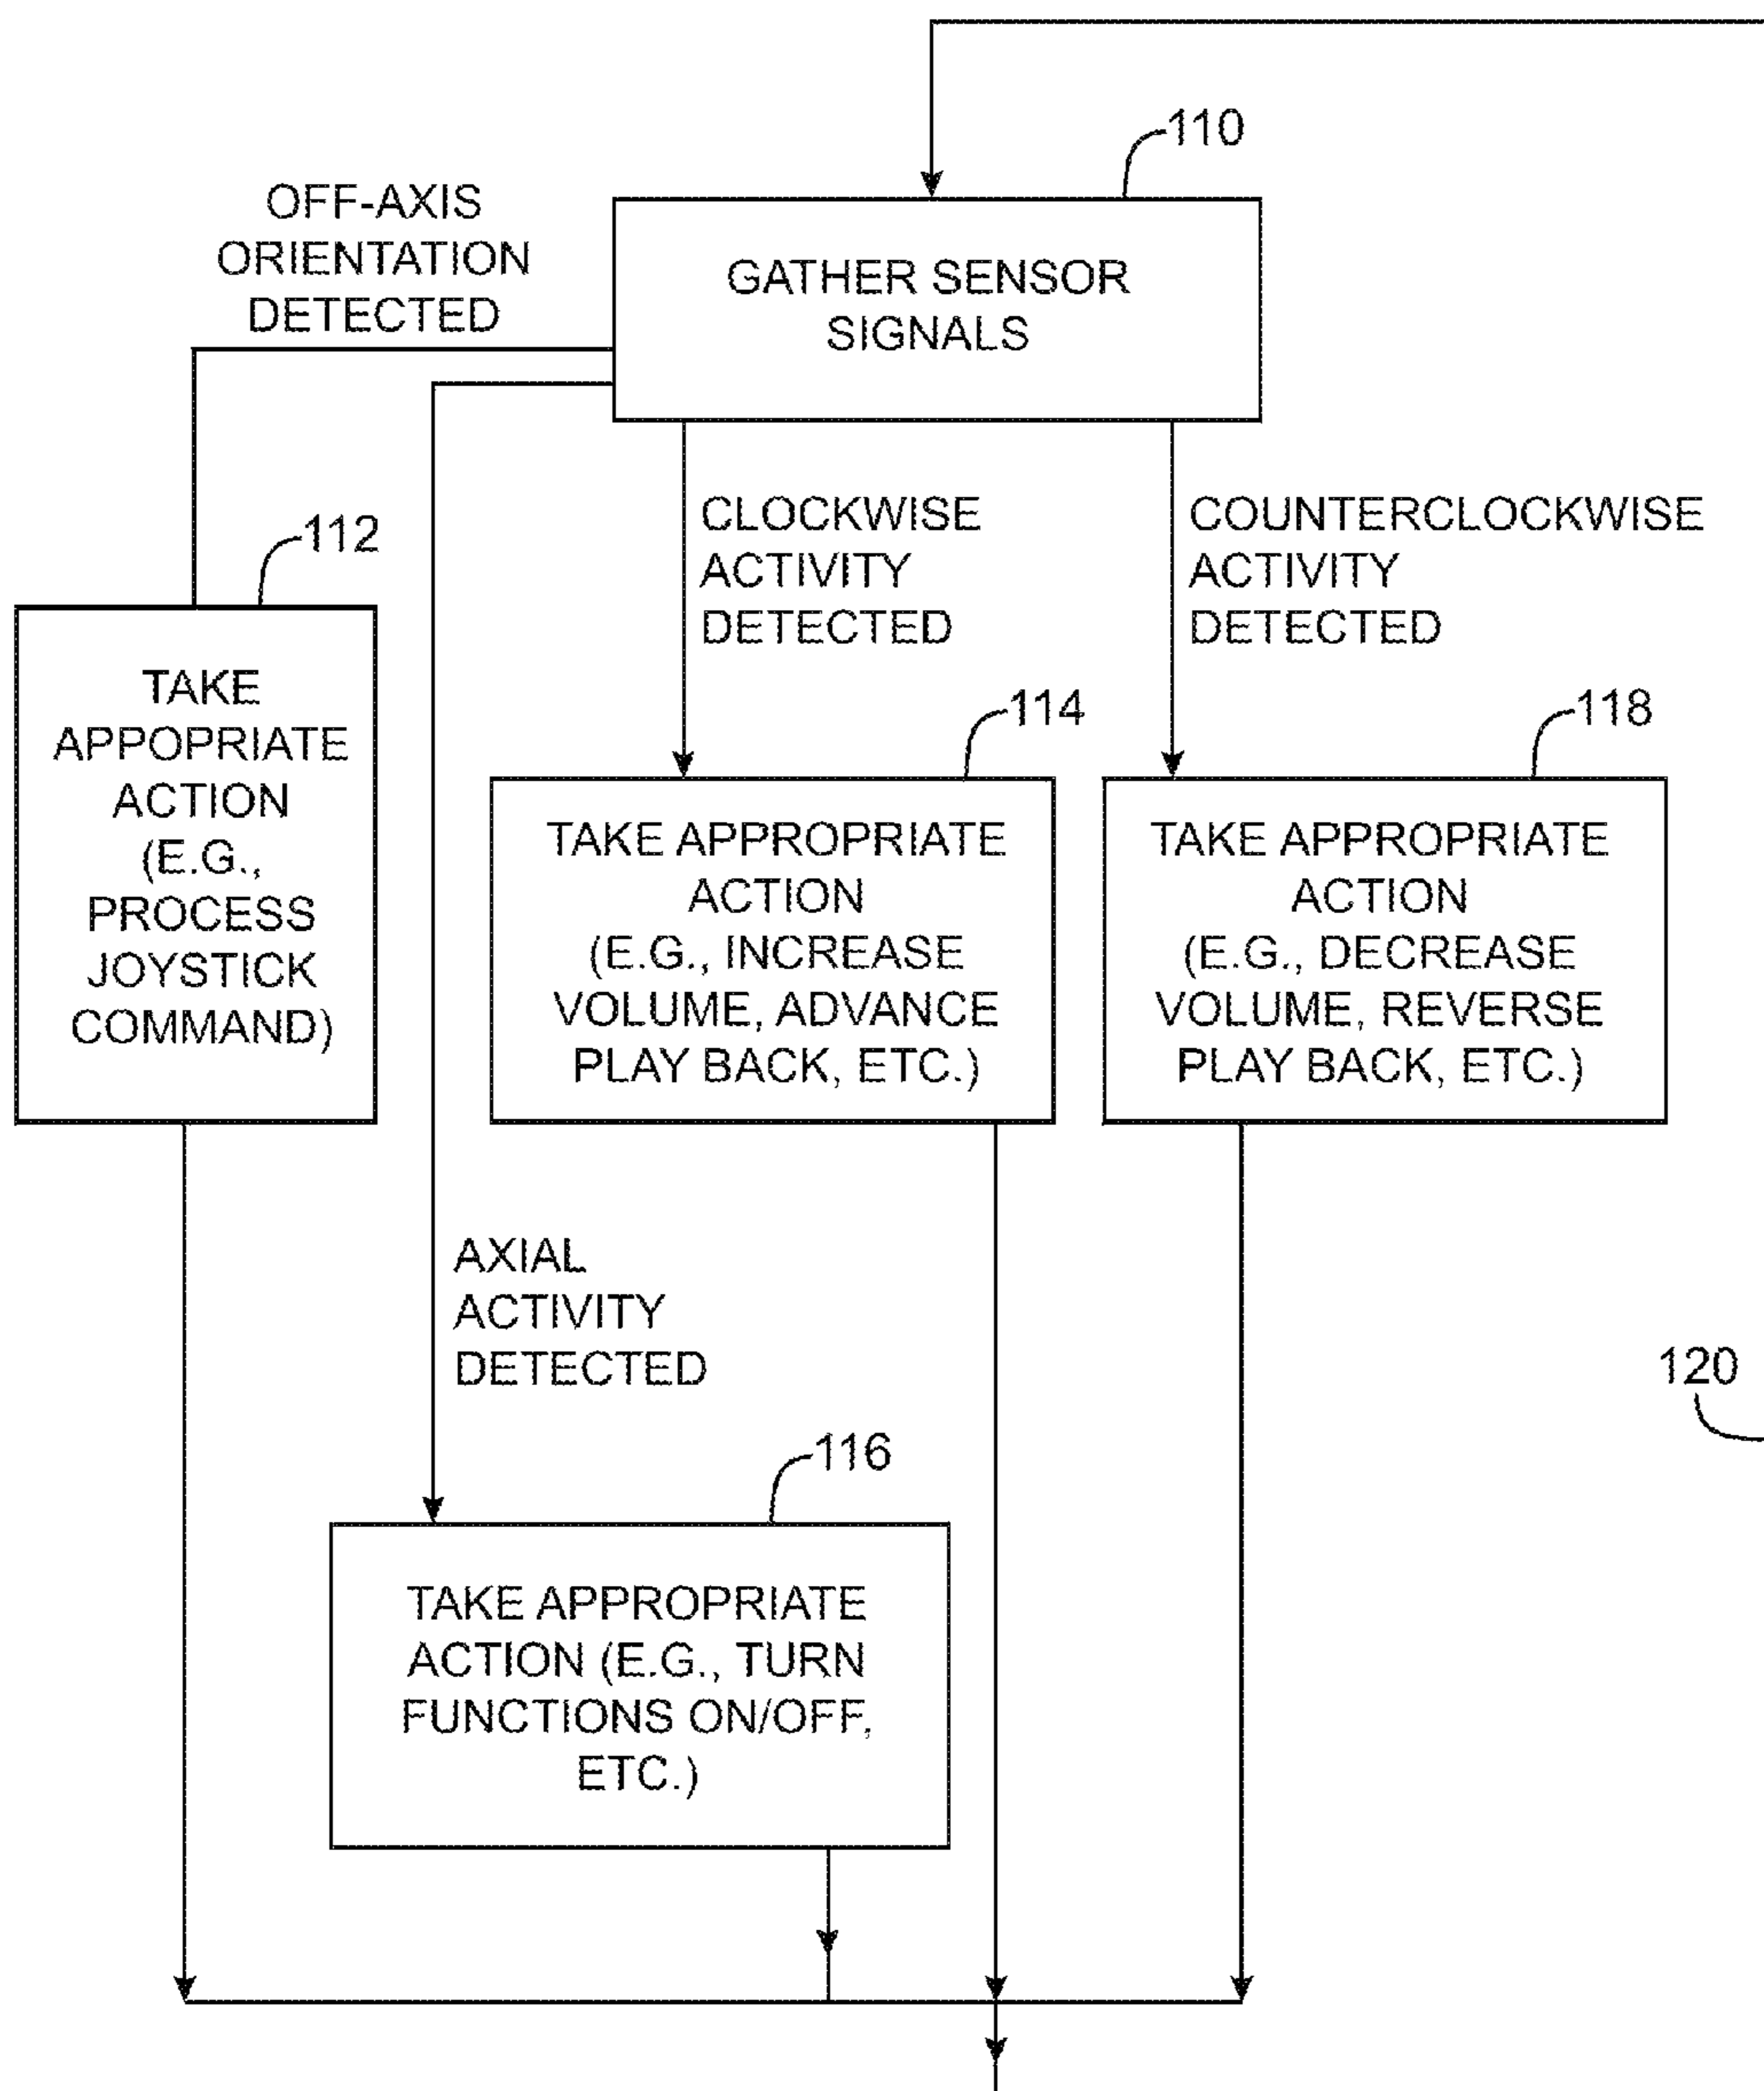 110
OFF-AXIS
ORIENTATION
DETECTED
GATHER SENSOR
SIGNALS
112
CLOCKWISE
ACTIVITY
DETECTED
COUNTERCLOCKWISE
ACTIVITY
DETECTED
TAKE
APPOPRIATE
ACTION
(E.G.,
PROCESS
JOYSTICK
COMMAND)
114
TAKE APPROPRIATE
ACTION
(E.G., INCREASE
VOLUME, ADVANCE
PLAY BACK, ETC.)
118
TAKE APPROPRIATE
ACTION
(E.G., DECREASE
VOLUME, REVERSE
PLAY BACK, ETC.)
AXIAL
ACTIVITY
DETECTED
120
116
TAKE APPROPRIATE
ACTION (E.G., TURN
FUNCTIONS ON/OFF,
ETC.)